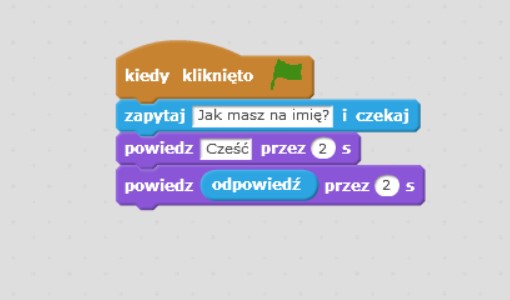 kiedy kliknięto
zapytaj Jak masz na imię? i czekaj
powiedz Cześć przez 2 s
powiedz odpowiedź przez 2 s